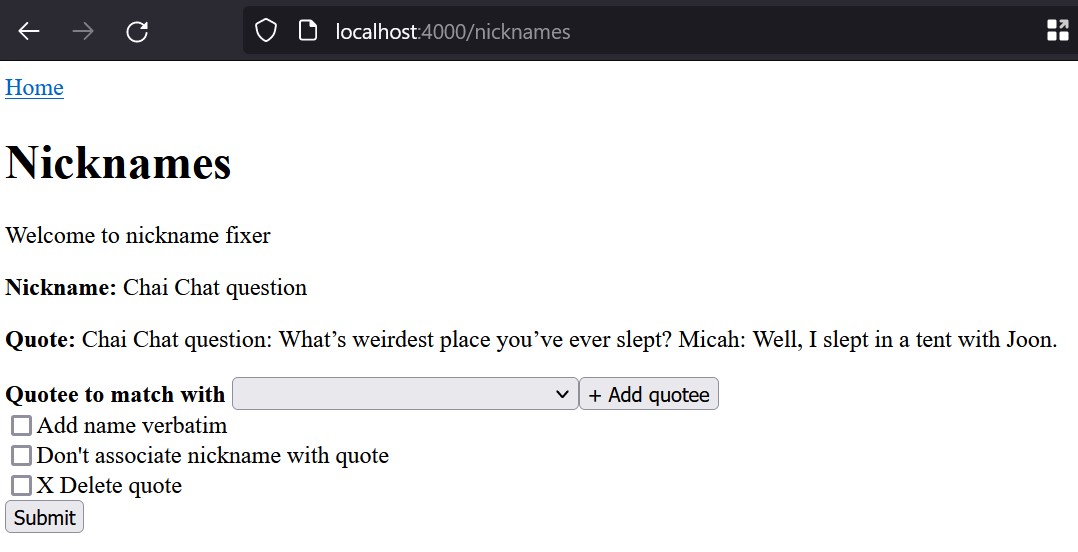 localhost:4000/nicknames
Home
Nicknames
Welcome to nickname fixer
Nickname: Chai Chat question
Quote: Chai Chat question: What’s weirdest place you’ve ever slept? Micah: Well, I slept in a tent with Joon.
Quotee to match with + Add quotee
Add name verbatim
Don't associate nickname with quote
X Delete quote
Submit